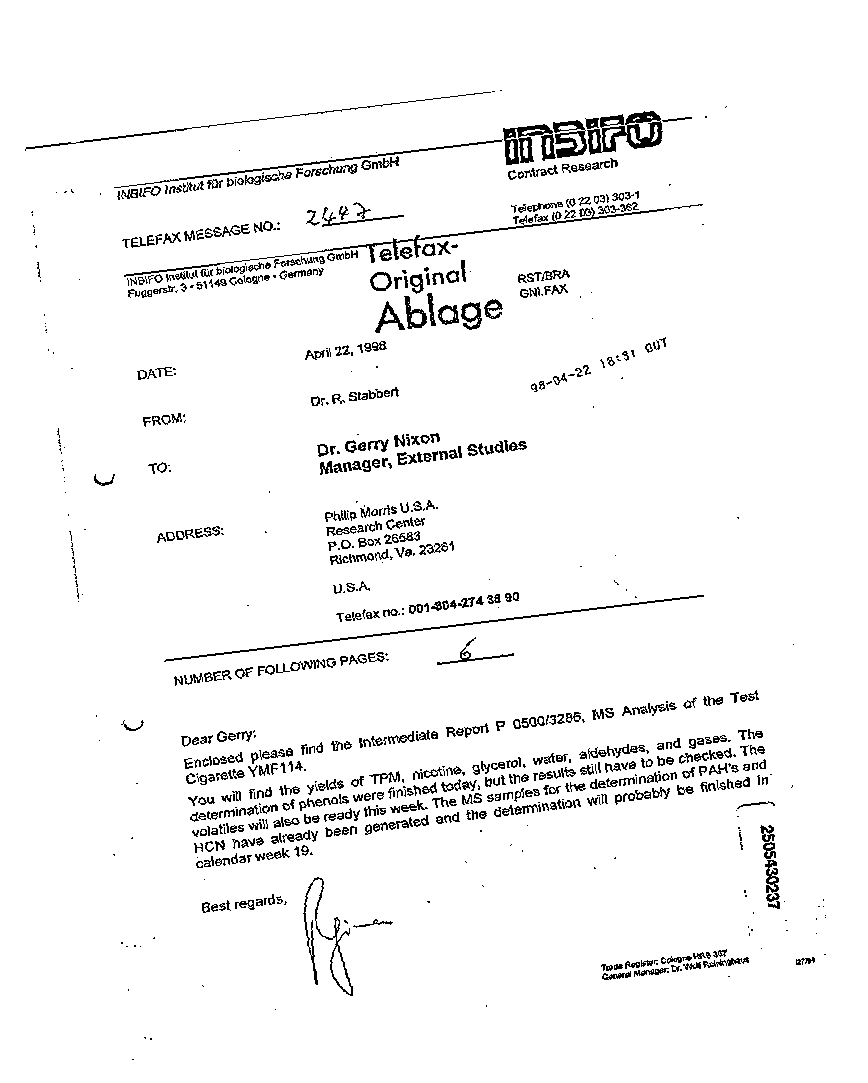 INBIFO Institut für biologische Forschung GmbH
INBIFO
Contract Research
TELEFAX MESSAGE NO.: 2447
Telephone (0 22 03) 303-1
Telefax (0 22 03) 303-362
INBIFO Institut für biologische Forschung GmbH
Fuggerstr. 3 • 51149 Cologne • Germany
Telefax-
Original
Ablage
RST/BRA
GNI.FAX
DATE: April 22, 1998
98-04-22 18:31 OUT
FROM: Dr. R. Stabbert
TO: Dr. Gerry Nixon
Manager, External Studies
ADDRESS: Philip Morris U.S.A.
Research Center
P.O. Box 26583
Richmond, Va. 23261
U.S.A.
Telefax no.: 001-804-274 38 90
NUMBER OF FOLLOWING PAGES: 6
Dear Gerry:
Enclosed please find the Intermediate Report P 0500/3286, MS Analysis of the Test
Cigarette YMF114.
You will find the yields of TPM, nicotine, glycerol, water, aldehydes, and gases. The
determination of phenols were finished today, but the results still have to be checked. The
volatiles will also be ready this week. The MS samples for the determination of PAH's and
HCN have already been generated and the determination will probably be finished in
calendar week 19.
Best regards,
2505430237
Trade Register: Cologne HRB 367
General Manager: Dr. Wolf Reininghaus